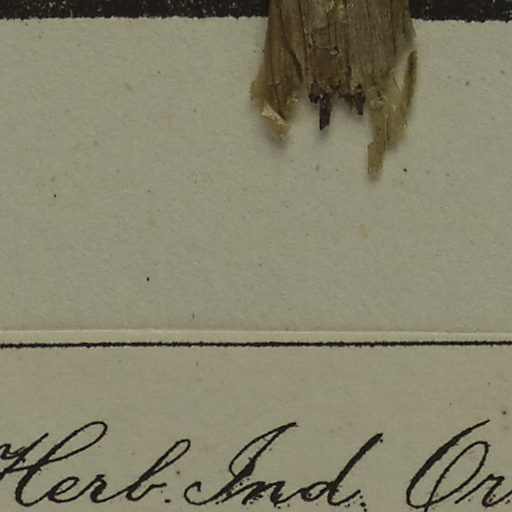 Herb. Ind. Or